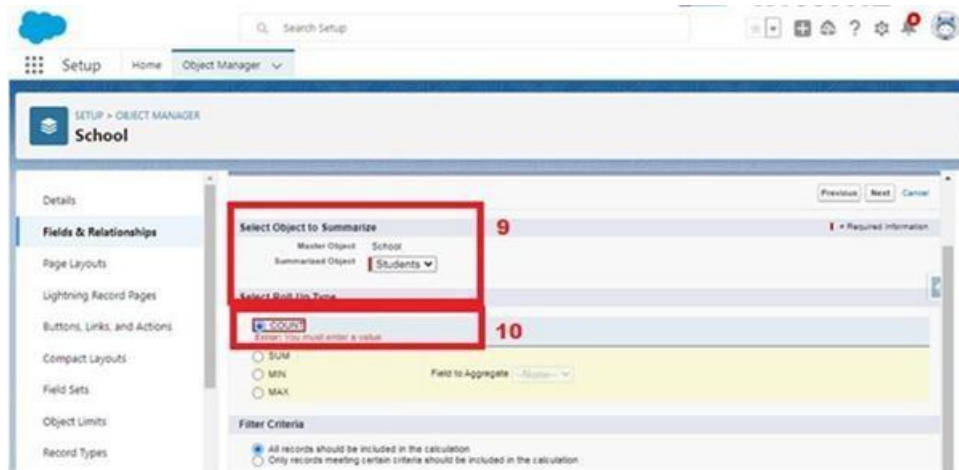 Search Setup
Setup Home Object Manager
SETUP > OBJECT MANAGER
School
Details
Fields & Relationships
Page Layouts
Lightning Record Pages
Buttons, Links, and Actions
Compact Layouts
Field Sets
Object Limits
Record Types
Previous Next Cancel
Select Object to Summarize 9 = Required Information
Master Object School
Summarized Object Students
Select Roll-Up Type
COUNT 10
Error: You must enter a value
SUM
MIN Field to Aggregate --None--
MAX
Filter Criteria
All records should be included in the calculation
Only records meeting certain criteria should be included in the calculation